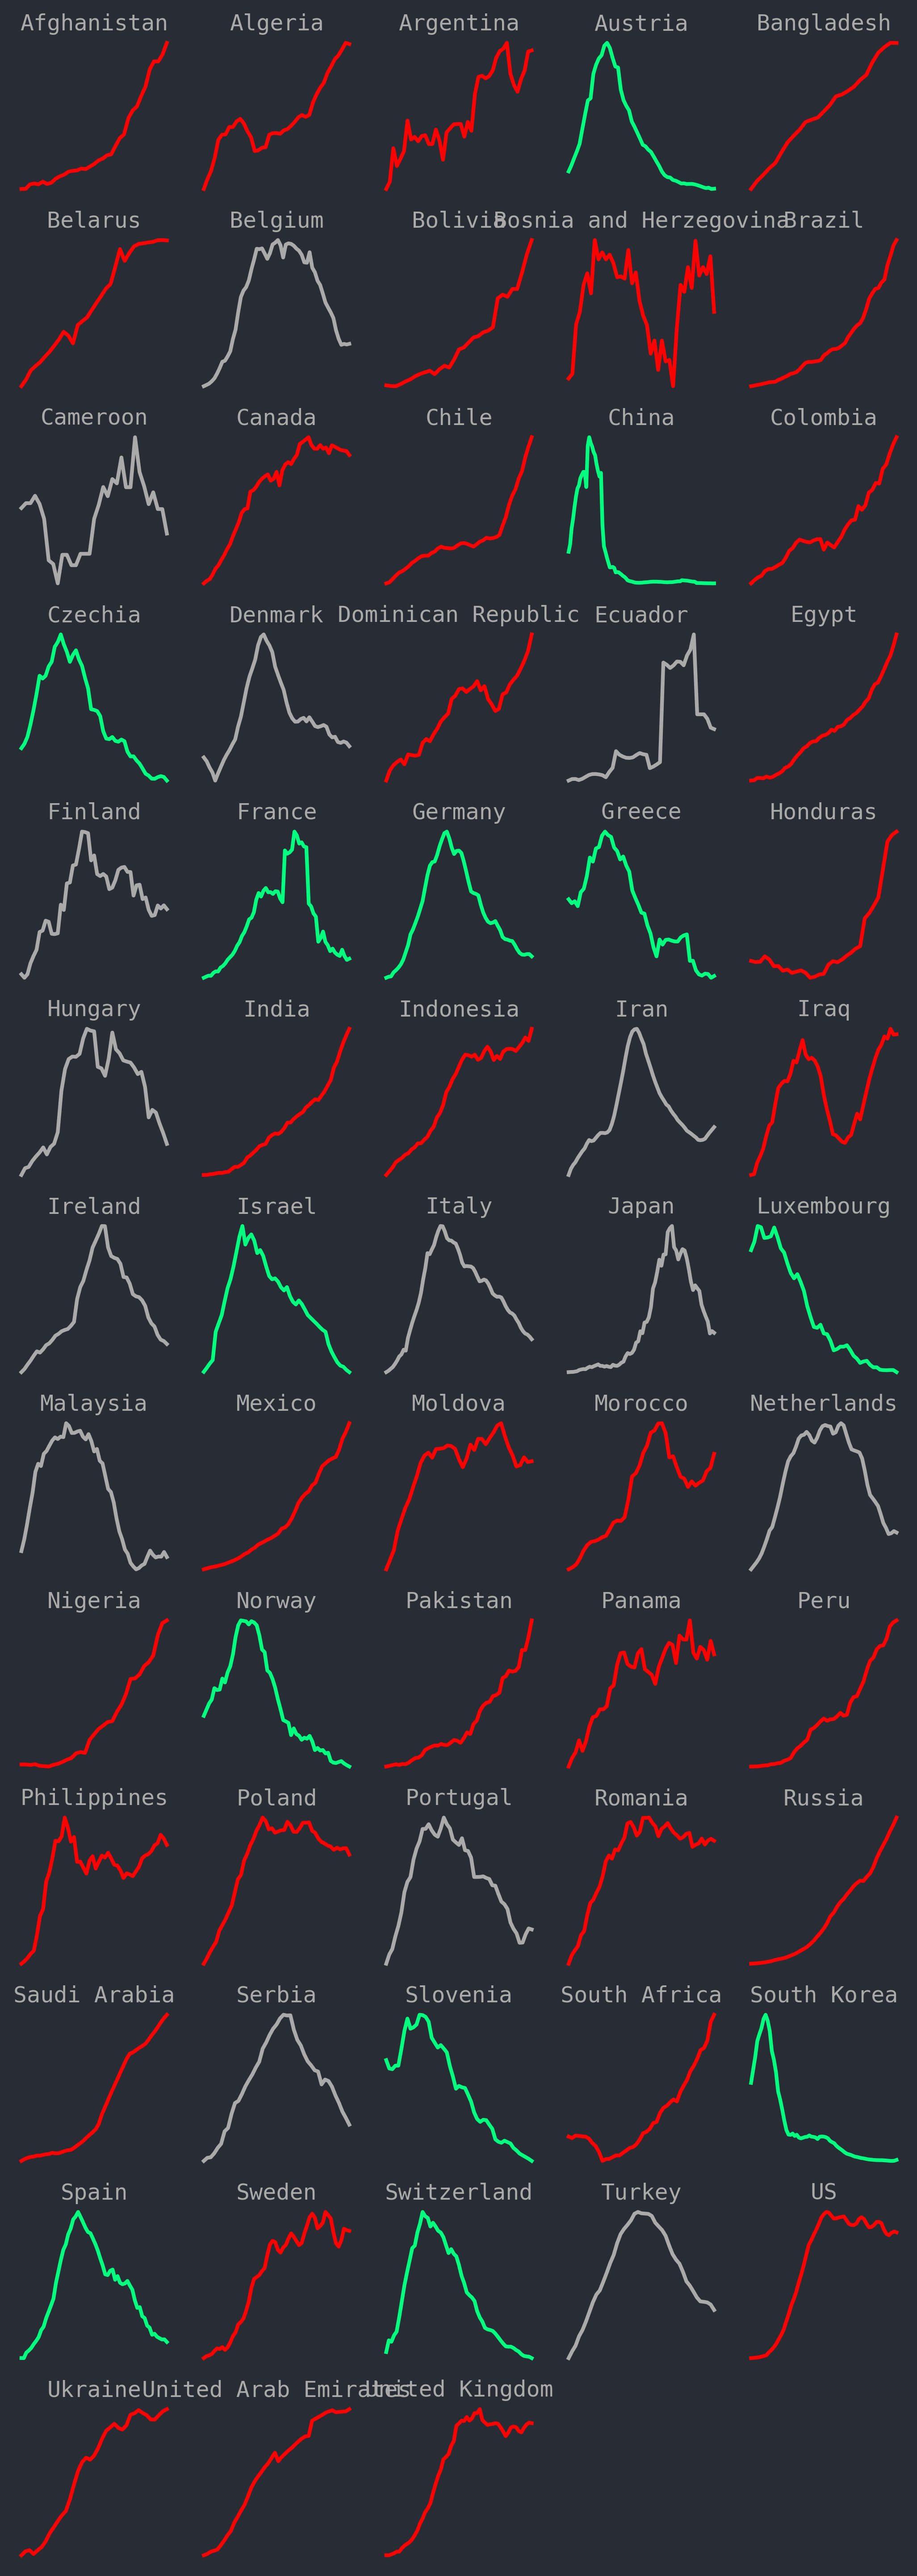 Afghanistan Algeria Argentina Austria Bangladesh
Belarus Belgium Bolivia Bosnia and Herzegovina Brazil
Cameroon Canada Chile China Colombia
Czechia Denmark Dominican Republic Ecuador Egypt
Finland France Germany Greece Honduras
Hungary India Indonesia Iran Iraq
Ireland Israel Italy Japan Luxembourg
Malaysia Mexico Moldova Morocco Netherlands
Nigeria Norway Pakistan Panama Peru
Philippines Poland Portugal Romania Russia
Saudi Arabia Serbia Slovenia South Africa South Korea
Spain Sweden Switzerland Turkey US
Ukraine United Arab Emirates United Kingdom